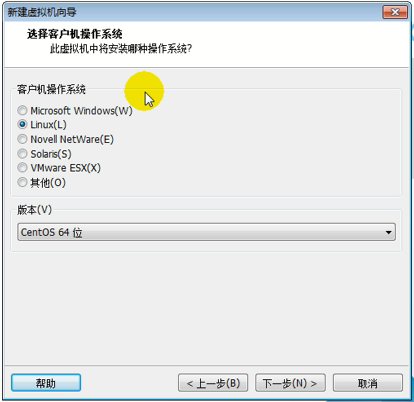 新建虚拟机向导
选择客户机操作系统
此虚拟机中将安装哪种操作系统?
客户机操作系统
Microsoft Windows(W)
Linux(L)
Novell NetWare(E)
Solaris(S)
VMware ESX(X)
其他(O)
版本(V)
CentOS 64 位
帮助
< 上一步(B)
下一步(N) >
取消